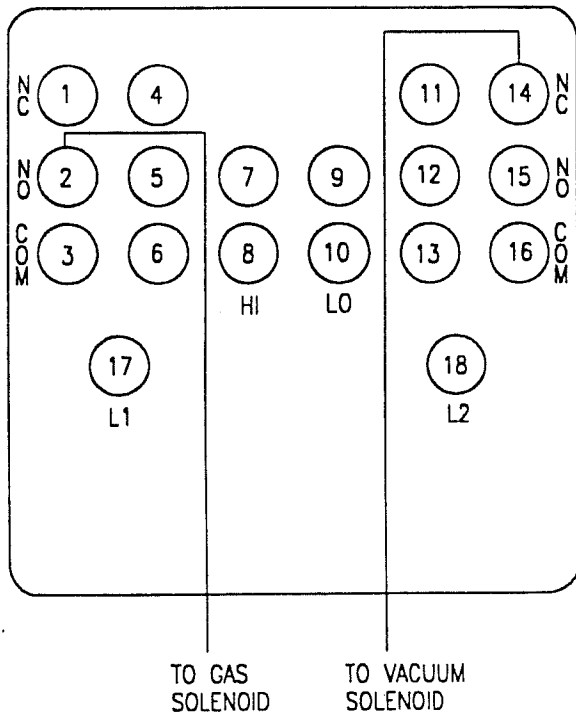 NC 1 4 11 14 NC
NO 2 5 7 9 12 15 NO
COM 3 6 8 10 13 16 COM
HI LO
17 18
L1 L2
TO GAS SOLENOID
TO VACUUM SOLENOID